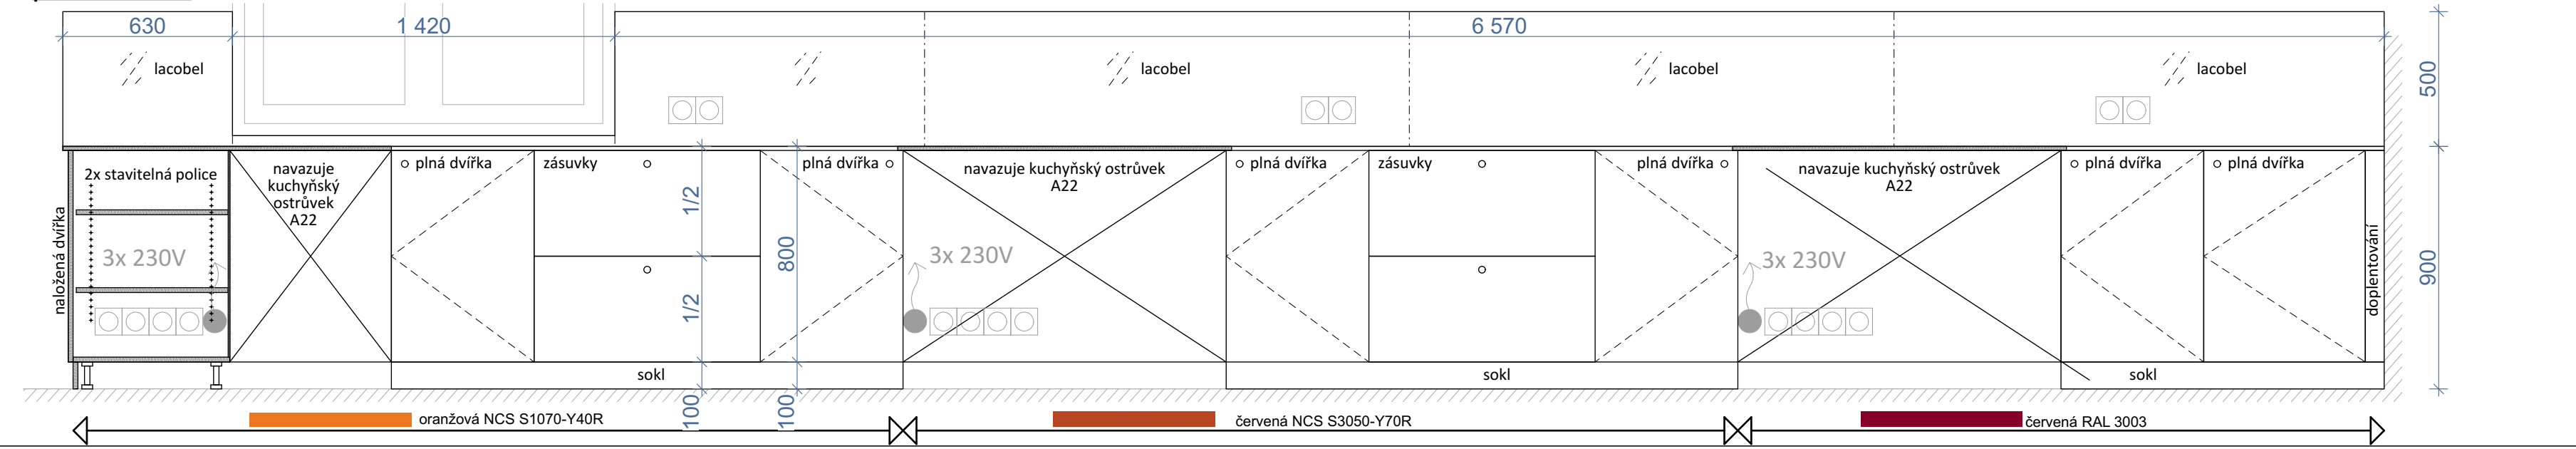 630
1 420
6 570
lacobel
lacobel
lacobel
lacobel
500
2x stavitelná police
navazuje
kuchyňský
ostrůvek
A22
plná dvířka
zásuvky
plná dvířka
navazuje kuchyňský ostrůvek
A22
plná dvířka
zásuvky
plná dvířka
navazuje kuchyňský ostrůvek
A22
plná dvířka
plná dvířka
naložená dvířka
3x 230V
1/2
1/2
800
3x 230V
3x 230V
doplentování
900
sokl
sokl
sokl
100
100
oranžová NCS S1070-Y40R
červená NCS S3050-Y70R
červená RAL 3003